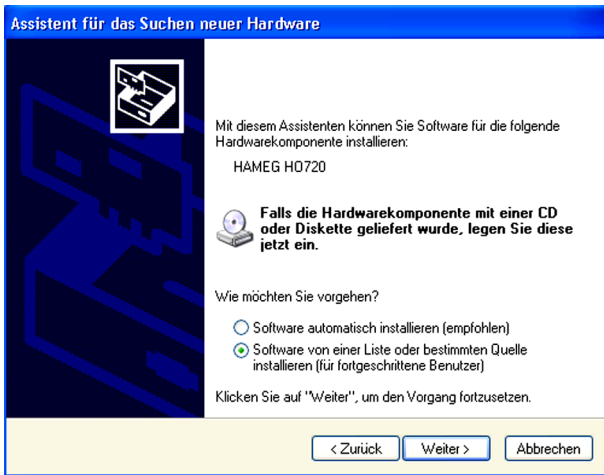 Assistent für das Suchen neuer Hardware
Mit diesem Assistenten können Sie Software für die folgende
Hardwarekomponente installieren:
HAMEG HO720
Falls die Hardwarekomponente mit einer CD
oder Diskette geliefert wurde, legen Sie diese
jetzt ein.
Wie möchten Sie vorgehen?
Software automatisch installieren (empfohlen)
Software von einer Liste oder bestimmten Quelle
installieren (für fortgeschrittene Benutzer)
Klicken Sie auf "Weiter", um den Vorgang fortzusetzen.
< Zurück Weiter > Abbrechen